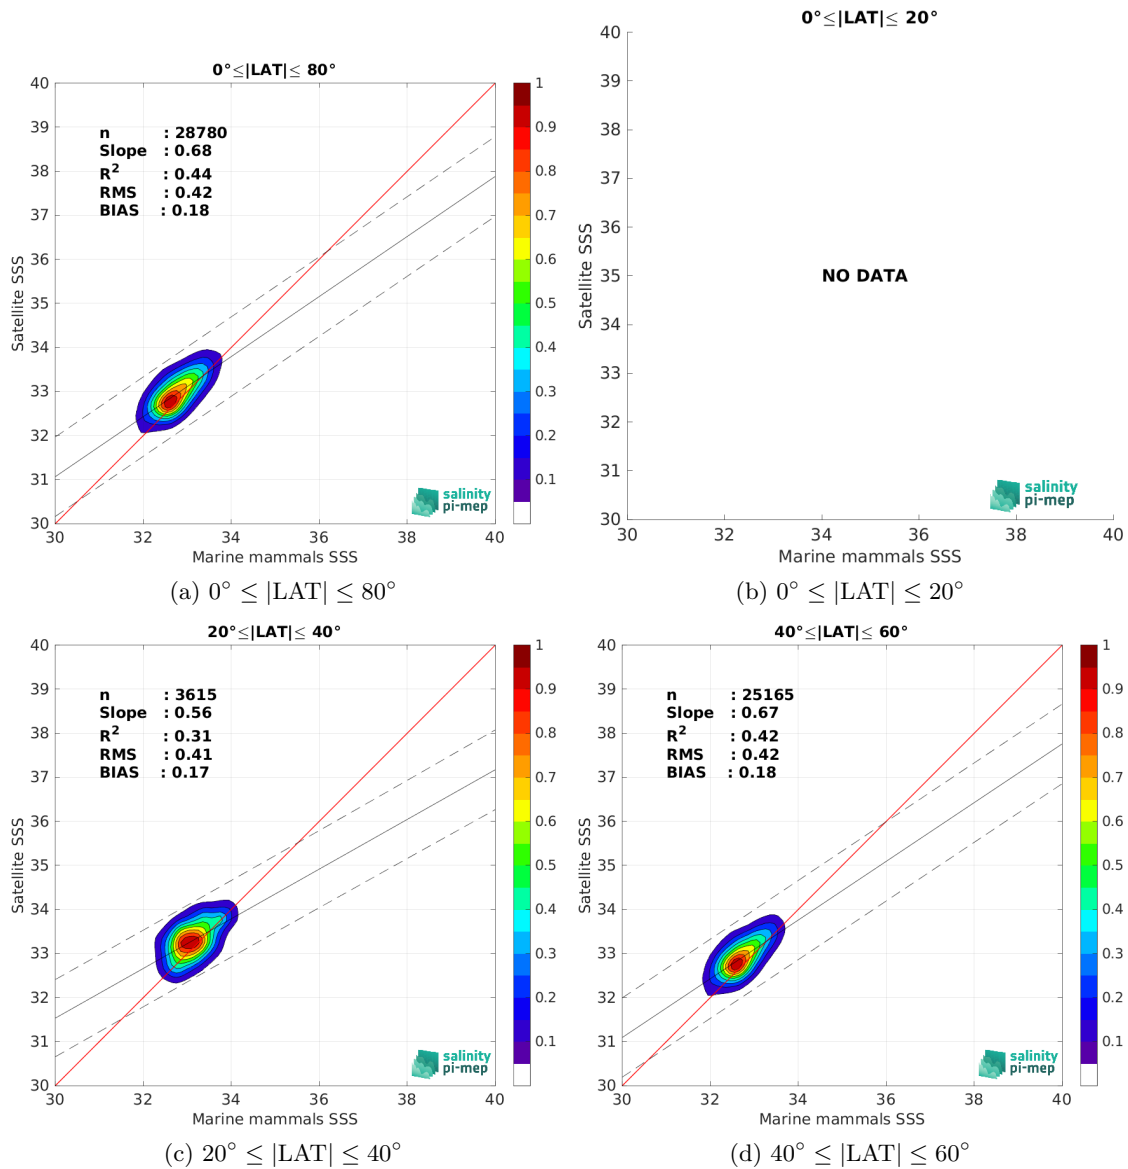 0°≤|LAT|≤ 80°
40
39
38
37
36
35
34
33
32
31
30
Satellite SSS
n : 28780
Slope : 0.68
R² : 0.44
RMS : 0.42
BIAS : 0.18
salinity
pi-mep
30 32 34 36 38 40
Marine mammals SSS
1
0.9
0.8
0.7
0.6
0.5
0.4
0.3
0.2
0.1
(a) 0° ≤ |LAT| ≤ 80°
0°≤|LAT|≤ 20°
40
39
38
37
36
35
34
33
32
31
30
Satellite SSS
NO DATA
salinity
pi-mep
30 32 34 36 38 40
Marine mammals SSS
(b) 0° ≤ |LAT| ≤ 20°
20°≤|LAT|≤ 40°
40
39
38
37
36
35
34
33
32
31
30
Satellite SSS
n : 3615
Slope : 0.56
R² : 0.31
RMS : 0.41
BIAS : 0.17
salinity
pi-mep
30 32 34 36 38 40
Marine mammals SSS
1
0.9
0.8
0.7
0.6
0.5
0.4
0.3
0.2
0.1
(c) 20° ≤ |LAT| ≤ 40°
40°≤|LAT|≤ 60°
40
39
38
37
36
35
34
33
32
31
30
Satellite SSS
n : 25165
Slope : 0.67
R² : 0.42
RMS : 0.42
BIAS : 0.18
salinity
pi-mep
30 32 34 36 38 40
Marine mammals SSS
1
0.9
0.8
0.7
0.6
0.5
0.4
0.3
0.2
0.1
(d) 40° ≤ |LAT| ≤ 60°